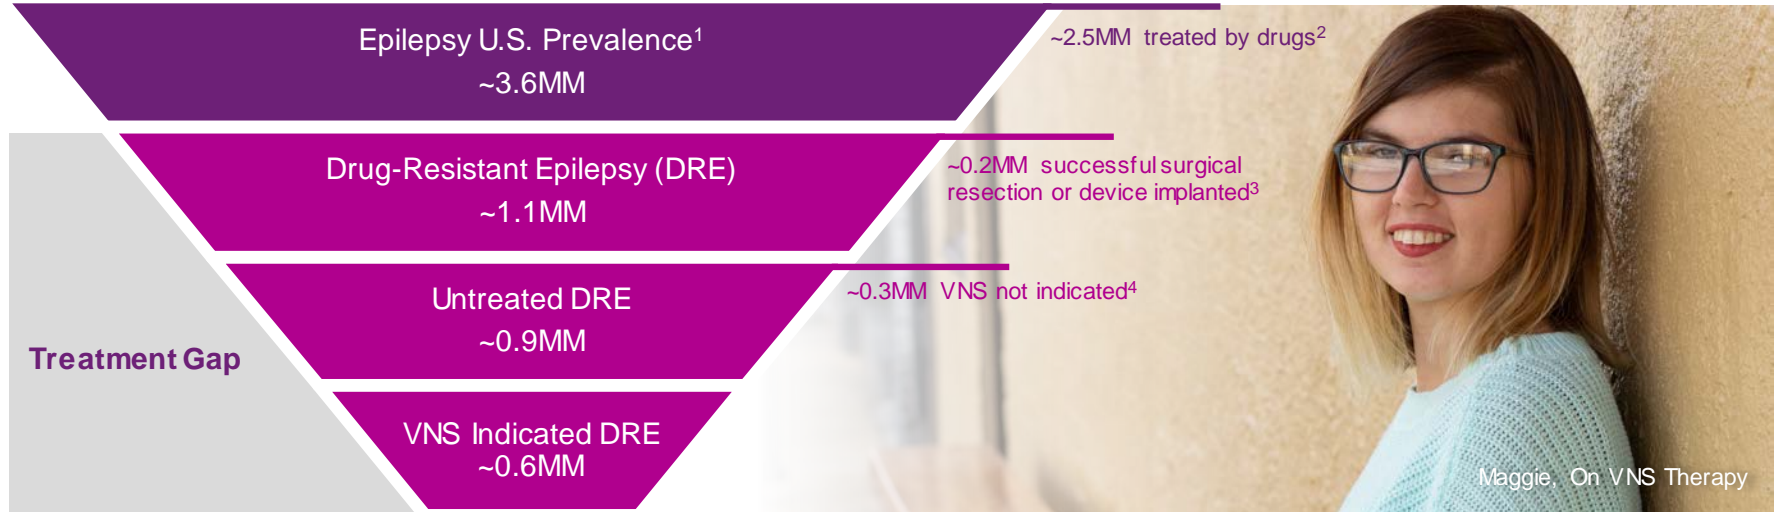 Epilepsy U.S. Prevalence¹
~3.6MM
~2.5MM treated by drugs²
Drug-Resistant Epilepsy (DRE)
~1.1MM
~0.2MM successful surgical
resection or device implanted³
Untreated DRE
~0.9MM
~0.3MM VNS not indicated⁴
Treatment Gap
VNS Indicated DRE
~0.6MM
Maggie, On VNS Therapy